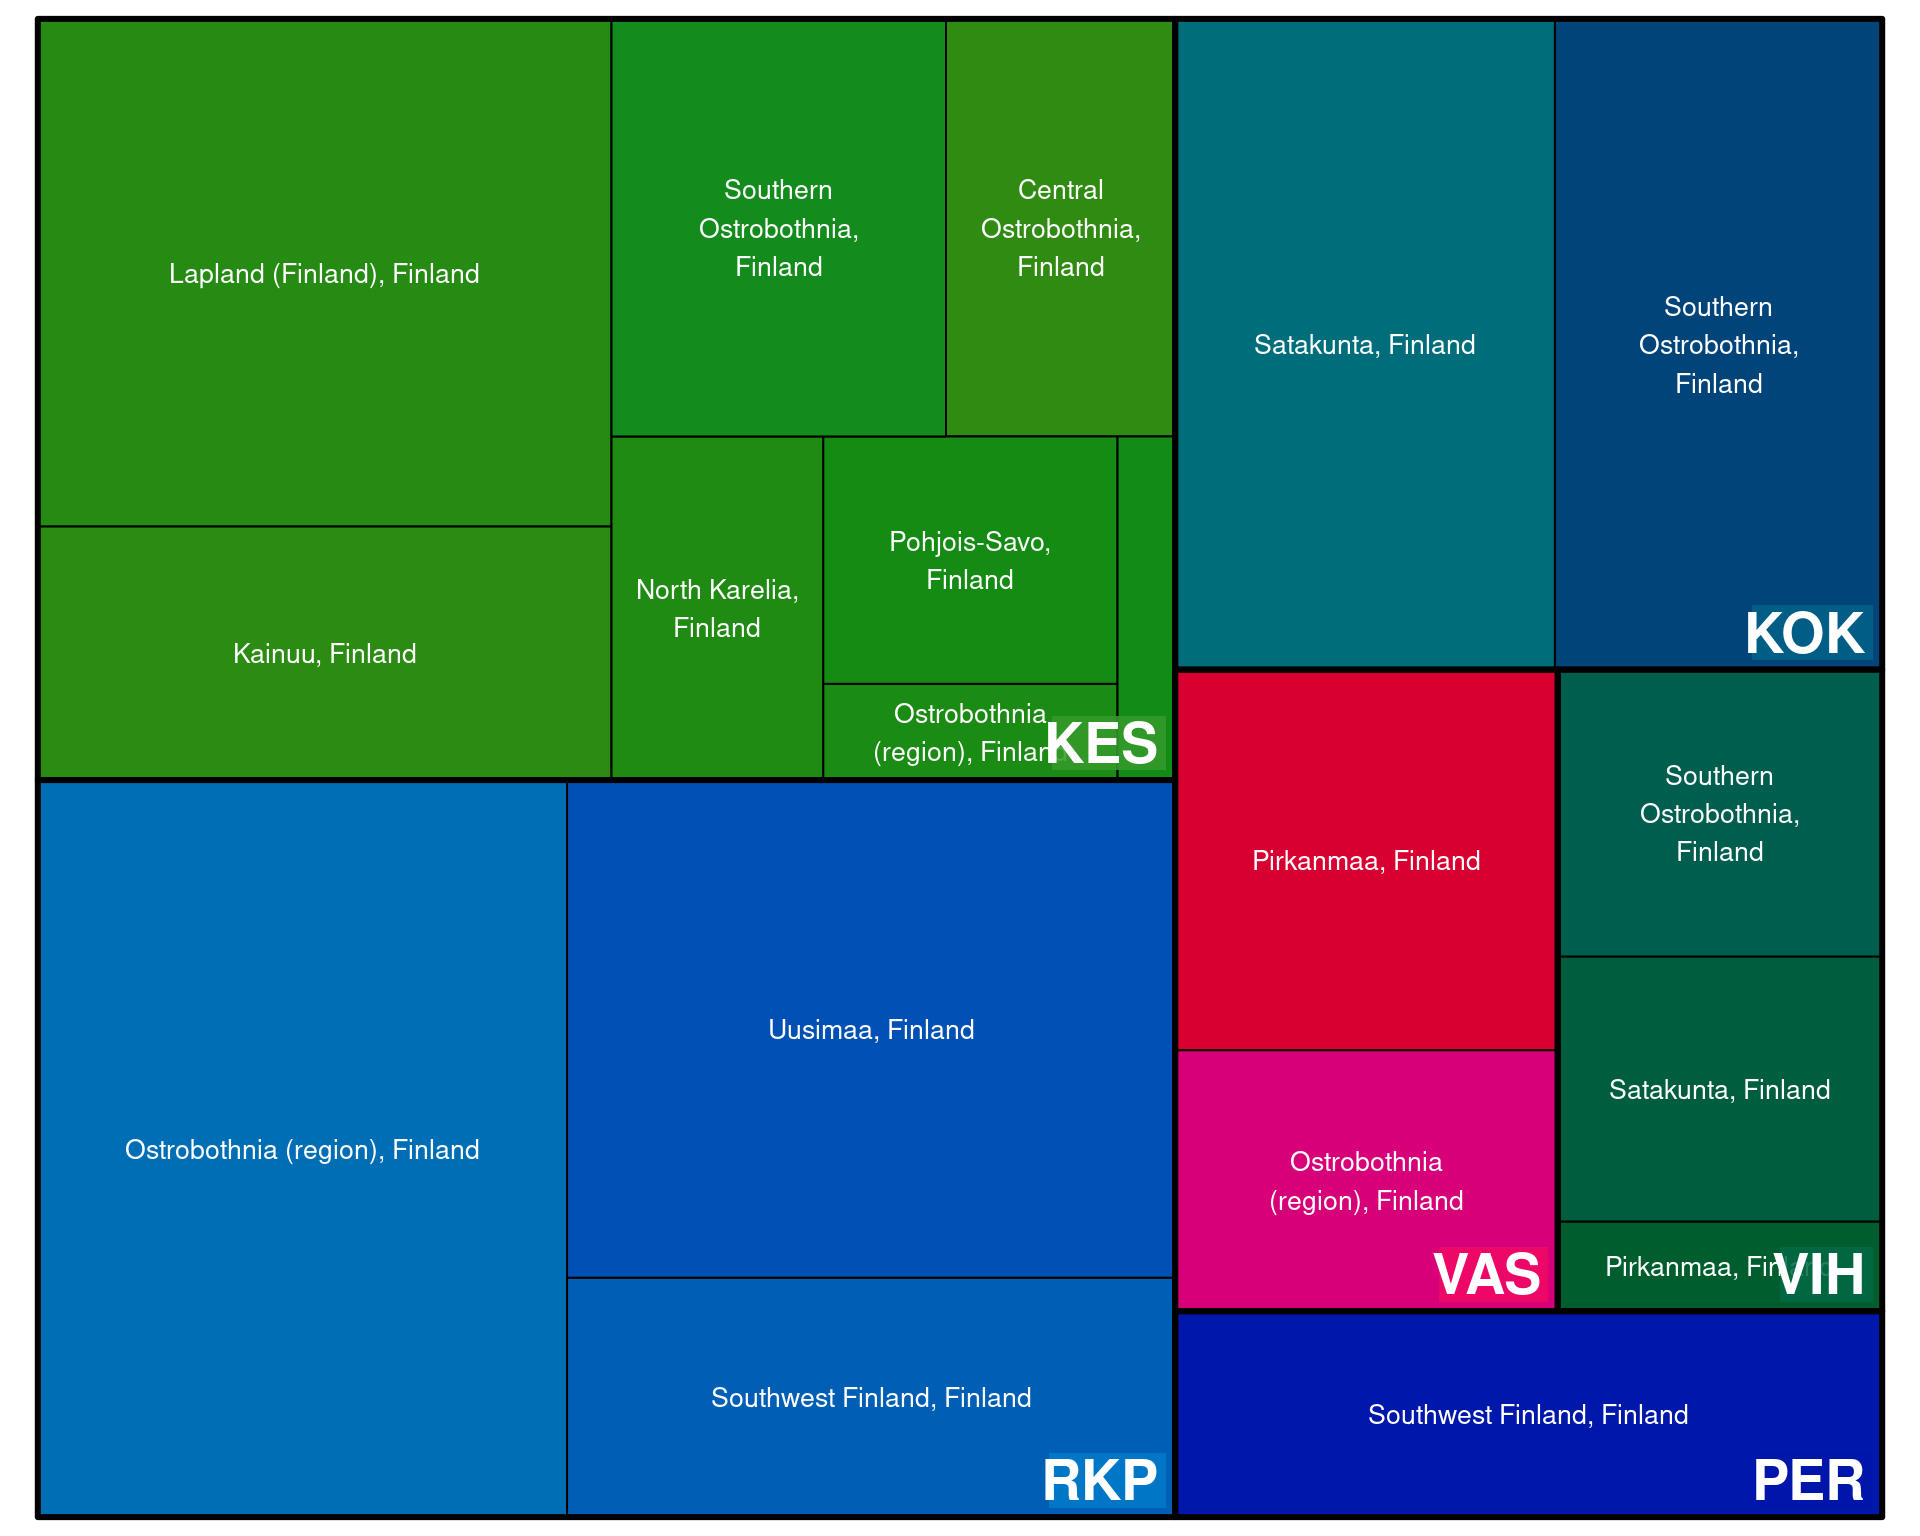 Lapland (Finland), Finland
Southern
Ostrobothnia,
Finland
Central
Ostrobothnia,
Finland
Kainuu, Finland
North Karelia,
Finland
Pohjois-Savo,
Finland
Ostrobothnia
(region), Finland
KES
Satakunta, Finland
Southern
Ostrobothnia,
Finland
KOK
Ostrobothnia (region), Finland
Uusimaa, Finland
Southwest Finland, Finland
RKP
Pirkanmaa, Finland
Ostrobothnia
(region), Finland
VAS
Southern
Ostrobothnia,
Finland
Satakunta, Finland
Pirkanmaa, Finland
VIH
Southwest Finland, Finland
PER